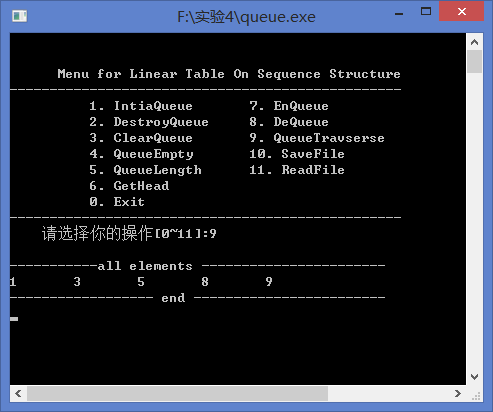 F:\实验4\queue.exe
Menu for Linear Table On Sequence Structure
-------------------------------------------------
1. IntiaQueue 7. EnQueue
2. DestroyQueue 8. DeQueue
3. ClearQueue 9. QueueTravserse
4. QueueEmpty 10. SaveFile
5. QueueLength 11. ReadFile
6. GetHead
0. Exit
-------------------------------------------------
请选择你的操作[0~11]:9
-----------all elements -----------------------
1 3 5 8 9
------------------ end ------------------------